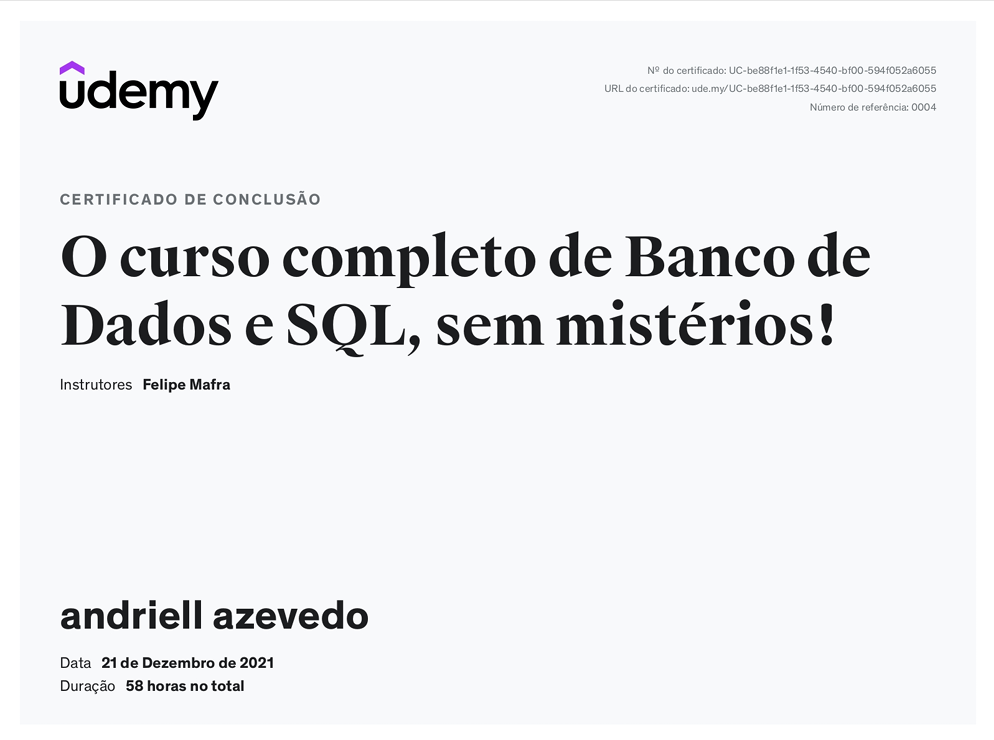 udemy
Nº do certificado: UC-be88f1e1-1f53-4540-bf00-594f052a6055
URL do certificado: ude.my/UC-be88f1e1-1f53-4540-bf00-594f052a6055
Número de referência: 0004
CERTIFICADO DE CONCLUSÃO
O curso completo de Banco de
Dados e SQL, sem mistérios!
Instrutores Felipe Mafra
andriell azevedo
Data 21 de Dezembro de 2021
Duração 58 horas no total